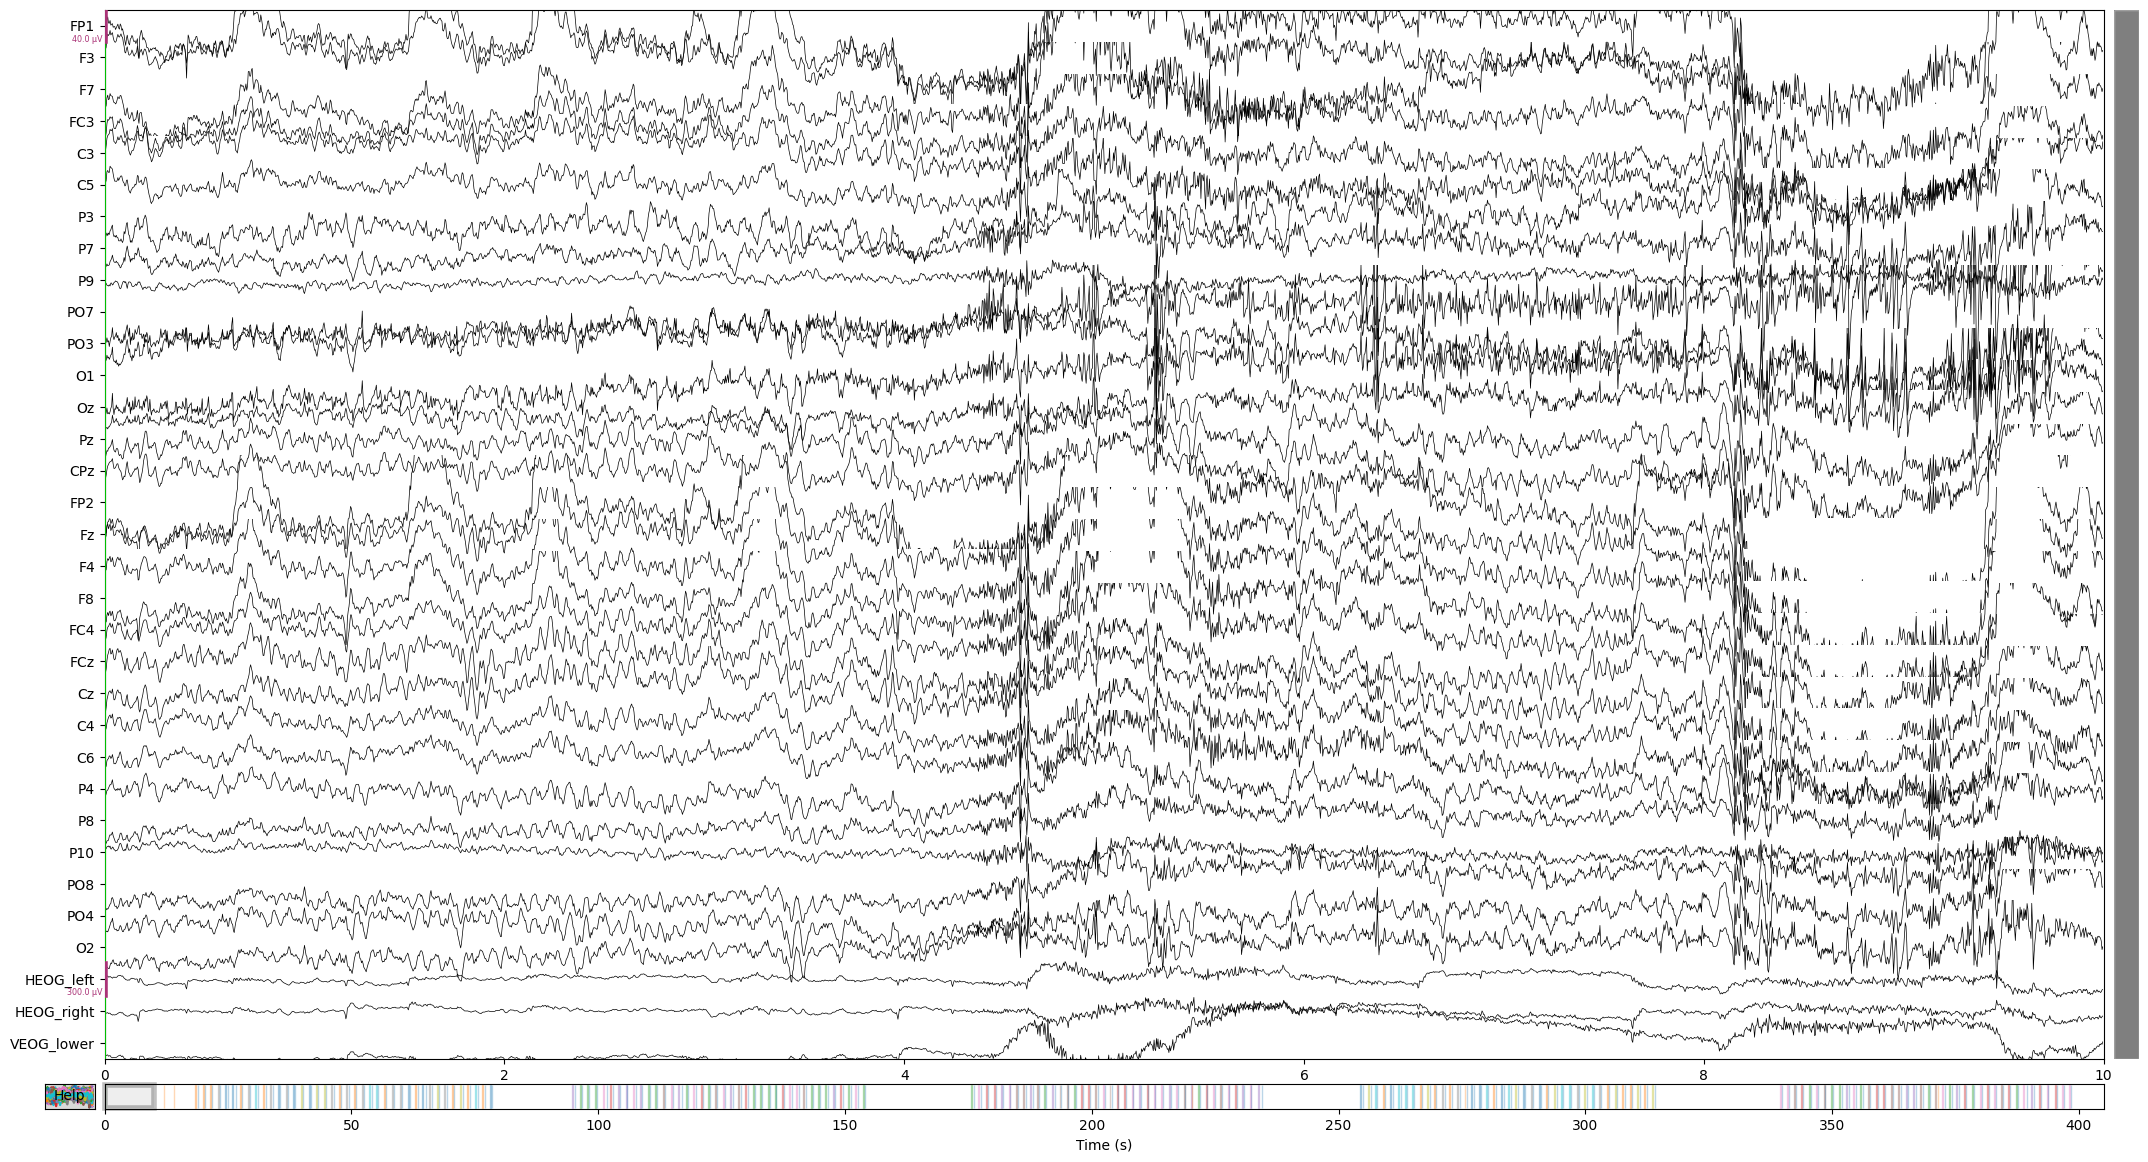 FP1
40.0 µV
F3
F7
FC3
C3
C5
P3
P7
P9
PO7
PO3
O1
Oz
Pz
CPz
FP2
Fz
F4
F8
FC4
FCz
Cz
C4
C6
P4
P8
P10
PO8
PO4
O2
HEOG_left
300.0 µV
HEOG_right
VEOG_lower
0 2 4 6 8 10
Help
0 50 100 150 200 250 300 350 400
Time (s)